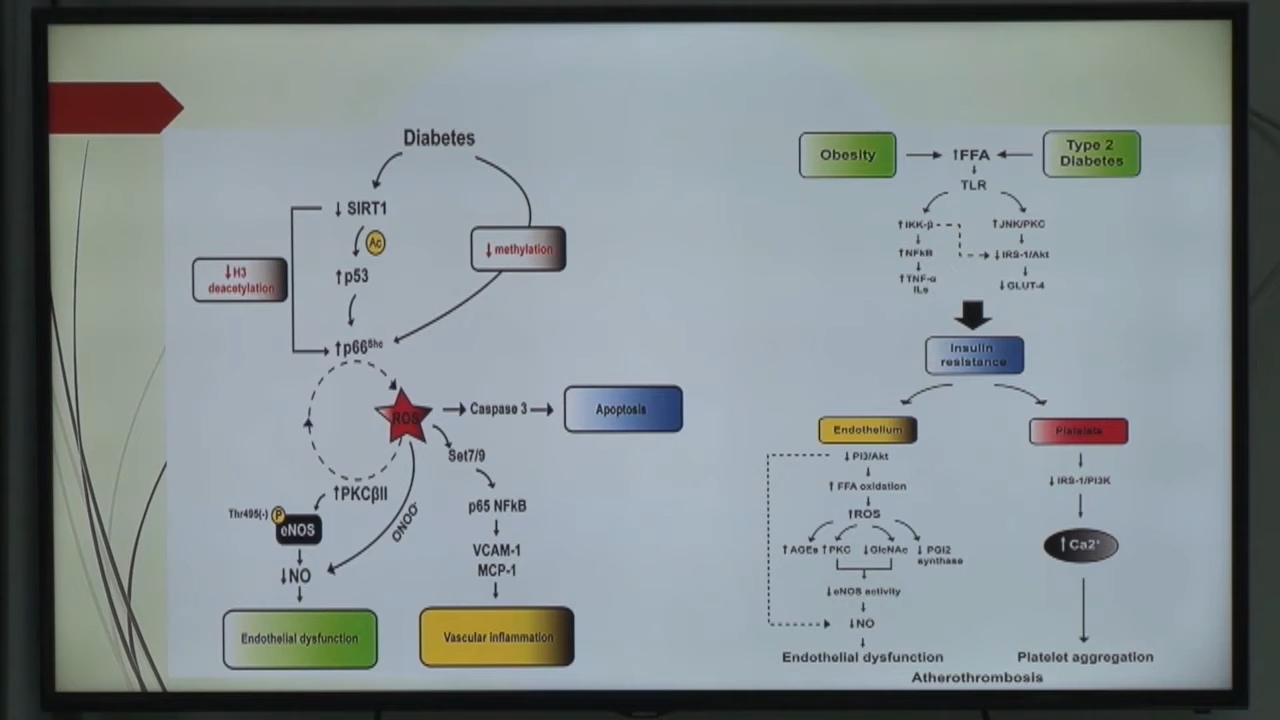 Diabetes
↓ SIRT1
Ac
↓ methylation
↓H3
deacetylation
↑p53
↑p66Shc
ROS
Caspase 3
Apoptosis
Set7/9
↑PKCβII
Thr495(-)
P
eNOS
ONOO-
p65 NFkB
VCAM-1
MCP-1
↓NO
Endothelial dysfunction
Vascular inflammation
Obesity
↑FFA
Type 2
Diabetes
TLR
↑IKK-β
↑JNK/PKC
↑NFkB
↓IRS-1/Akt
↑TNF-α
ILs
↓GLUT-4
Insulin
resistance
Endothelium
Platelets
↓PI3/Akt
↓IRS-1/PI3K
↑ FFA oxidation
↑ROS
↑Ca2+
↑AGEs
↑PKC
↓GlcNAc
↓ PGI2
synthase
↓eNOS activity
↓NO
Endothelial dysfunction
Platelet aggregation
Atherothrombosis